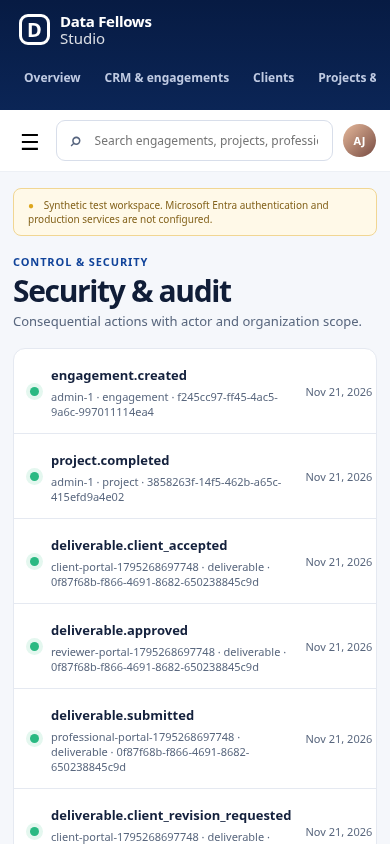 D
Data Fellows
Studio
Overview CRM & engagements Clients Projects &
☰
Search engagements, projects, professi
AJ
Synthetic test workspace. Microsoft Entra authentication and
production services are not configured.
CONTROL & SECURITY
Security & audit
Consequential actions with actor and organization scope.
engagement.created
admin-1 · engagement · f245cc97-ff45-4ac5-
9a6c-997011114ea4
Nov 21, 2026
project.completed
admin-1 · project · 3858263f-14f5-462b-a65c-
415efd9a4e02
Nov 21, 2026
deliverable.client_accepted
client-portal-1795268697748 · deliverable ·
0f87f68b-f866-4691-8682-650238845c9d
Nov 21, 2026
deliverable.approved
reviewer-portal-1795268697748 · deliverable ·
0f87f68b-f866-4691-8682-650238845c9d
Nov 21, 2026
deliverable.submitted
professional-portal-1795268697748 ·
deliverable · 0f87f68b-f866-4691-8682-
650238845c9d
Nov 21, 2026
deliverable.client_revision_requested
client-portal-1795268697748 · deliverable ·
Nov 21, 2026